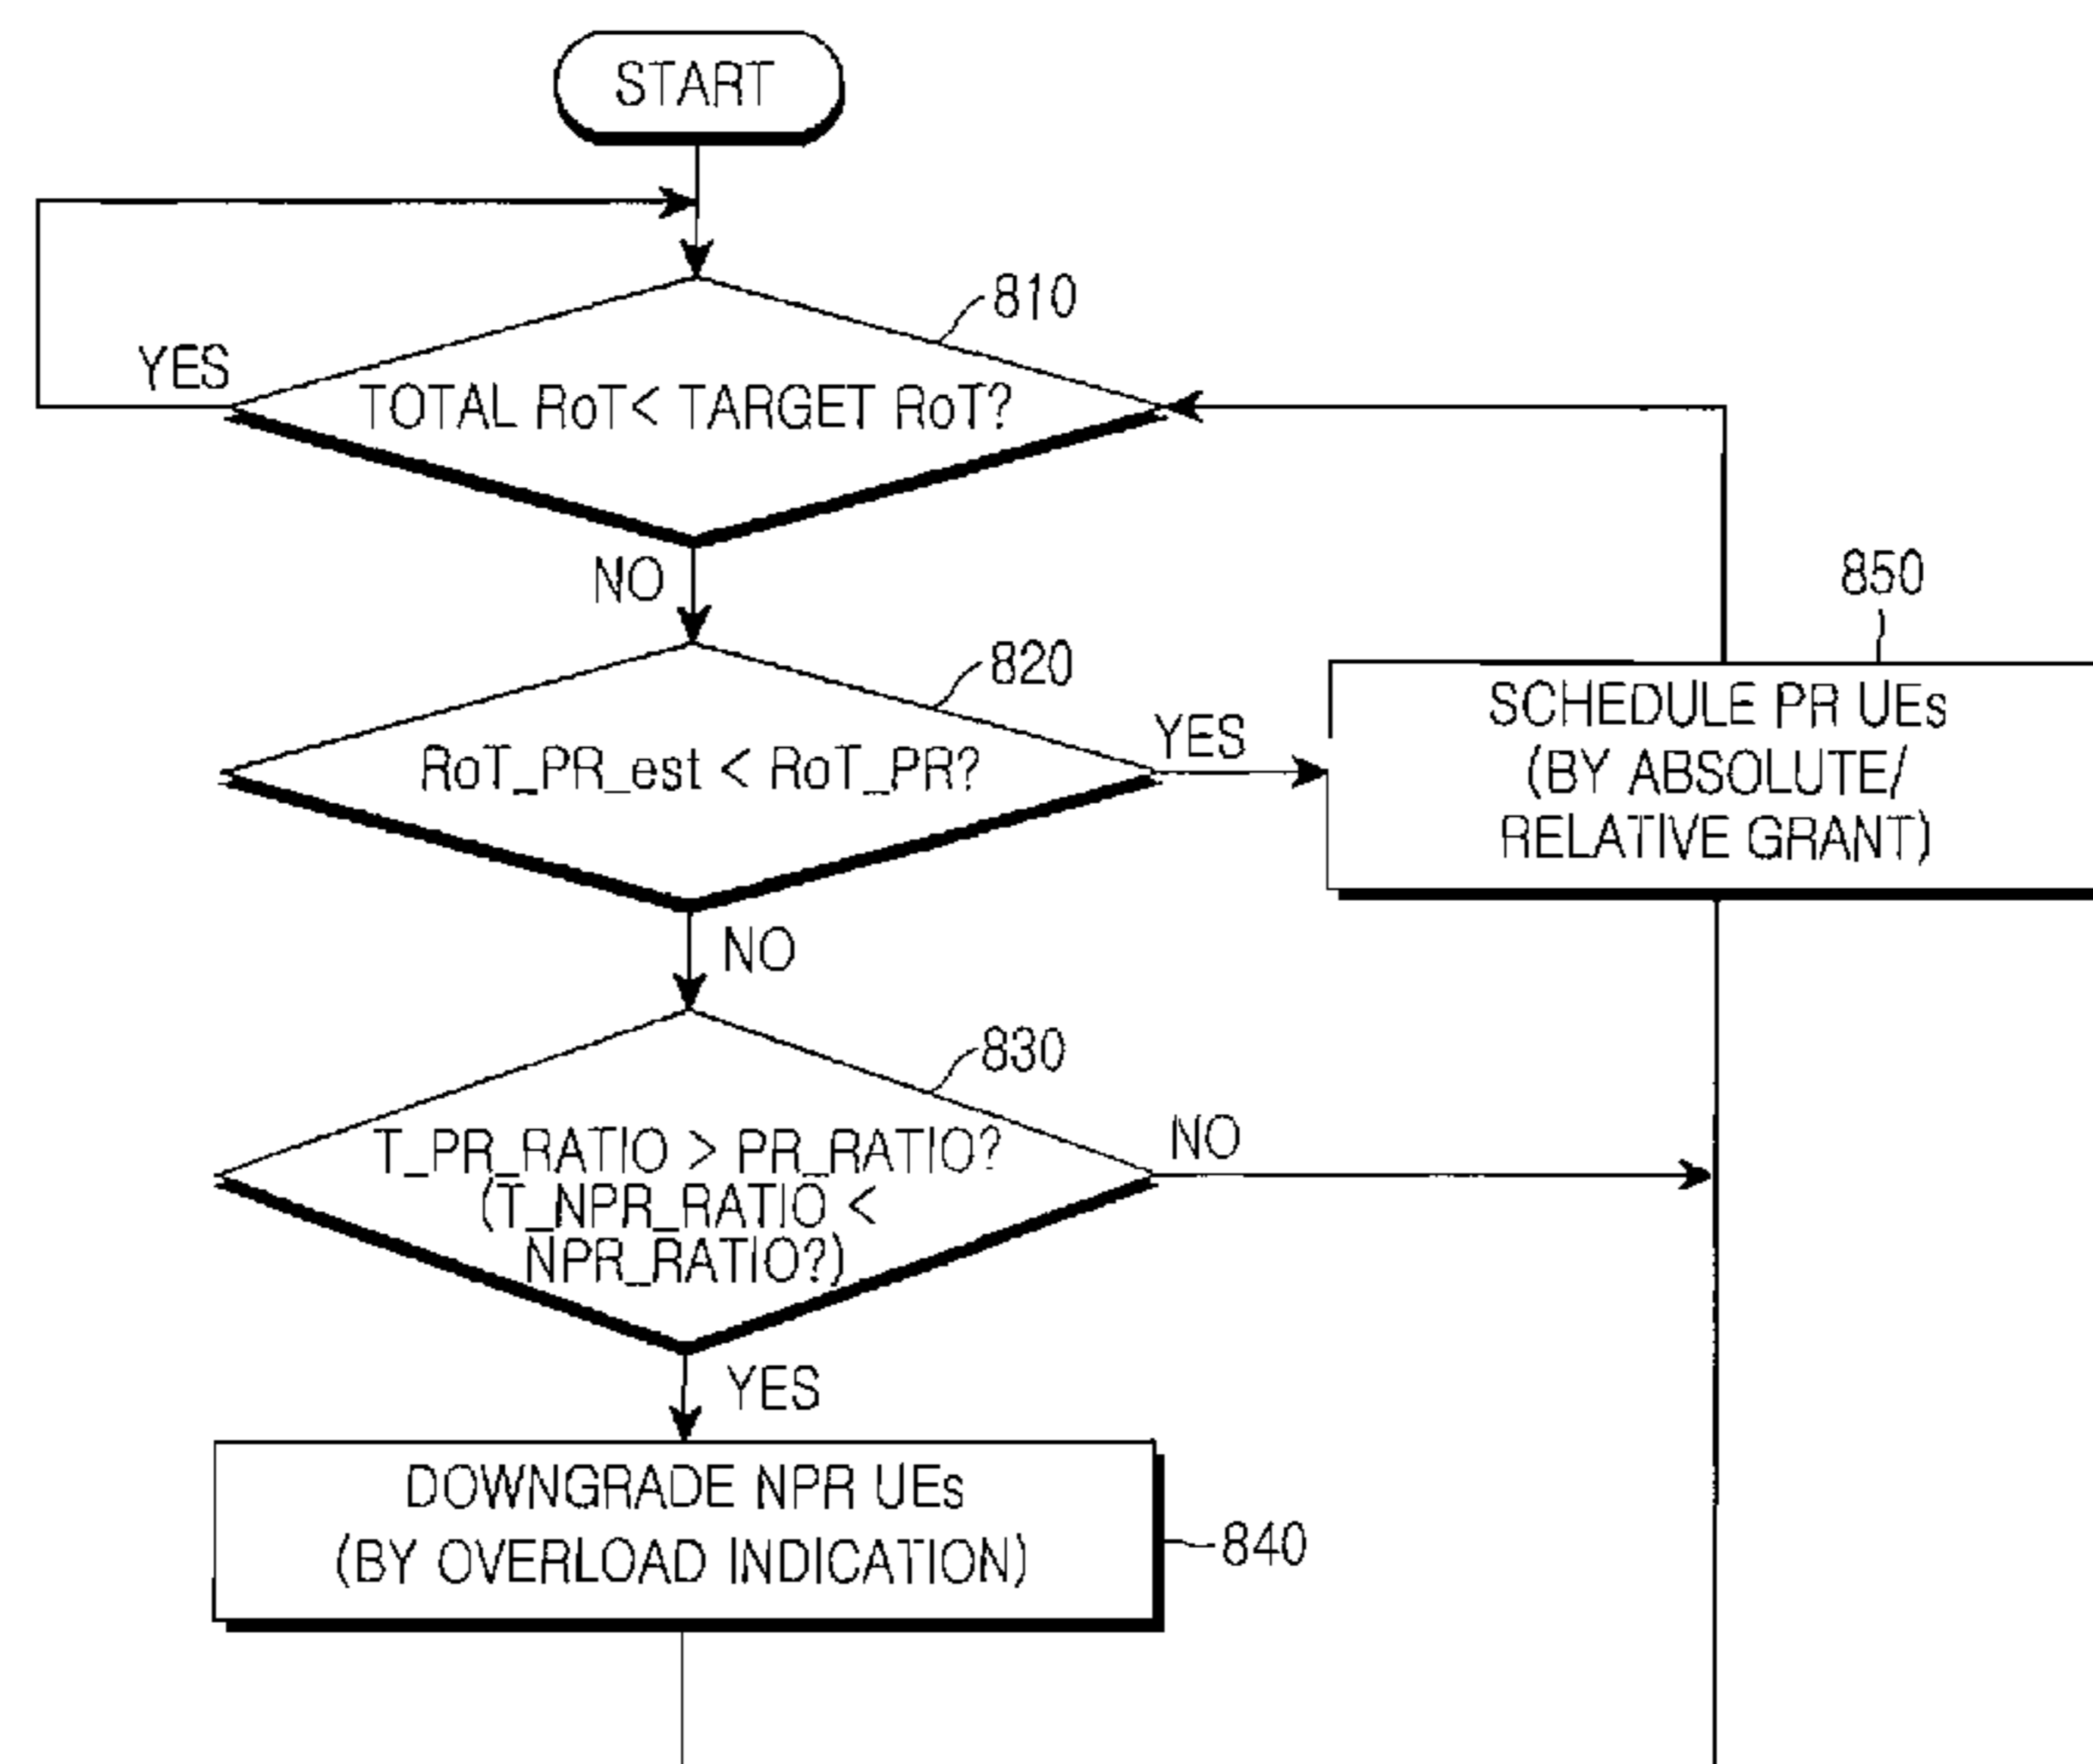 START
810
YES
TOTAL RoT< TARGET RoT?
NO
820
RoT_PR_est < RoT_PR?
YES
850
SCHEDULE PR UEs
(BY ABSOLUTE/
RELATIVE GRANT)
NO
830
T_PR_RATIO > PR_RATIO?
(T_NPR_RATIO <
NPR_RATIO?)
NO
YES
DOWNGRADE NPR UEs
(BY OVERLOAD INDICATION)
840